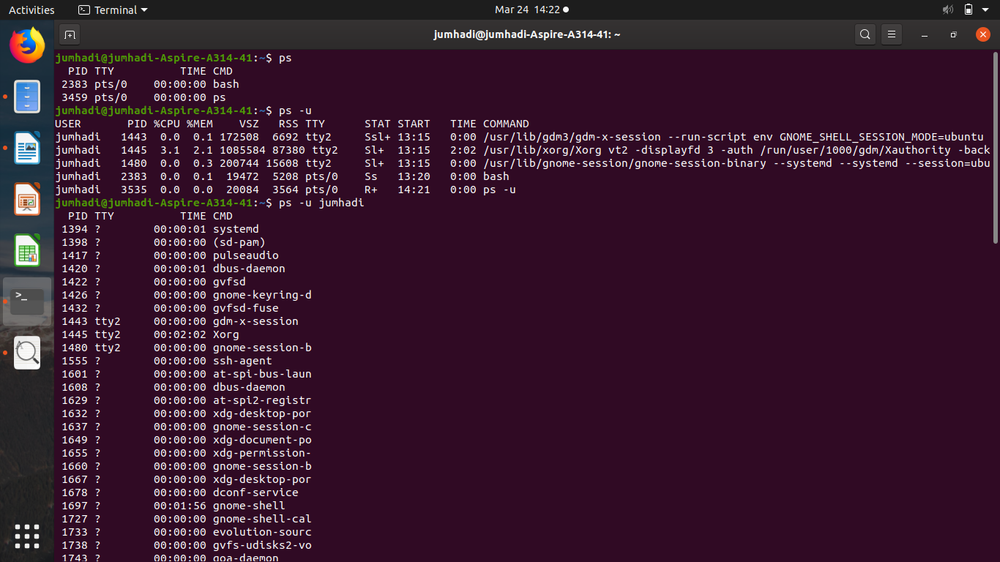 Activities Terminal Mar 24 14:22
jumhadi@jumhadi-Aspire-A314-41: ~
jumhadi@jumhadi-Aspire-A314-41:~$ ps
  PID TTY          TIME CMD
 2383 pts/0    00:00:00 bash
 3459 pts/0    00:00:00 ps
jumhadi@jumhadi-Aspire-A314-41:~$ ps -u
USER       PID %CPU %MEM    VSZ   RSS TTY      STAT START   TIME COMMAND
jumhadi   1443  0.0  0.1 172508  6692 tty2     Ssl+ 13:15   0:00 /usr/lib/gdm3/gdm-x-session --run-script env GNOME_SHELL_SESSION_MODE=ubuntu
jumhadi   1445  3.1  2.1 1085584 87380 tty2    Sl+  13:15   2:02 /usr/lib/xorg/Xorg vt2 -displayfd 3 -auth /run/user/1000/gdm/Xauthority -back
jumhadi   1480  0.0  0.3 200744 15608 tty2     Sl+  13:15   0:00 /usr/lib/gnome-session/gnome-session-binary --systemd --systemd --session=ubu
jumhadi   2383  0.0  0.1  19472  5208 pts/0    Ss   13:20   0:00 bash
jumhadi   3535  0.0  0.0  20084  3564 pts/0    R+   14:21   0:00 ps -u
jumhadi@jumhadi-Aspire-A314-41:~$ ps -u jumhadi
  PID TTY          TIME CMD
 1394 ?        00:00:01 systemd
 1398 ?        00:00:00 (sd-pam)
 1417 ?        00:00:00 pulseaudio
 1420 ?        00:00:01 dbus-daemon
 1422 ?        00:00:00 gvfsd
 1426 ?        00:00:00 gnome-keyring-d
 1432 ?        00:00:00 gvfsd-fuse
 1443 tty2     00:00:00 gdm-x-session
 1445 tty2     00:02:02 Xorg
 1480 tty2     00:00:00 gnome-session-b
 1555 ?        00:00:00 ssh-agent
 1601 ?        00:00:00 at-spi-bus-laun
 1608 ?        00:00:00 dbus-daemon
 1629 ?        00:00:00 at-spi2-registr
 1632 ?        00:00:00 xdg-desktop-por
 1637 ?        00:00:00 gnome-session-c
 1649 ?        00:00:00 xdg-document-po
 1655 ?        00:00:00 xdg-permission-
 1660 ?        00:00:00 gnome-session-b
 1667 ?        00:00:00 xdg-desktop-por
 1678 ?        00:00:00 dconf-service
 1697 ?        00:01:56 gnome-shell
 1727 ?        00:00:00 gnome-shell-cal
 1733 ?        00:00:00 evolution-sourc
 1738 ?        00:00:00 gvfs-udisks2-vo
 1743 ?        00:00:00 goa-daemon